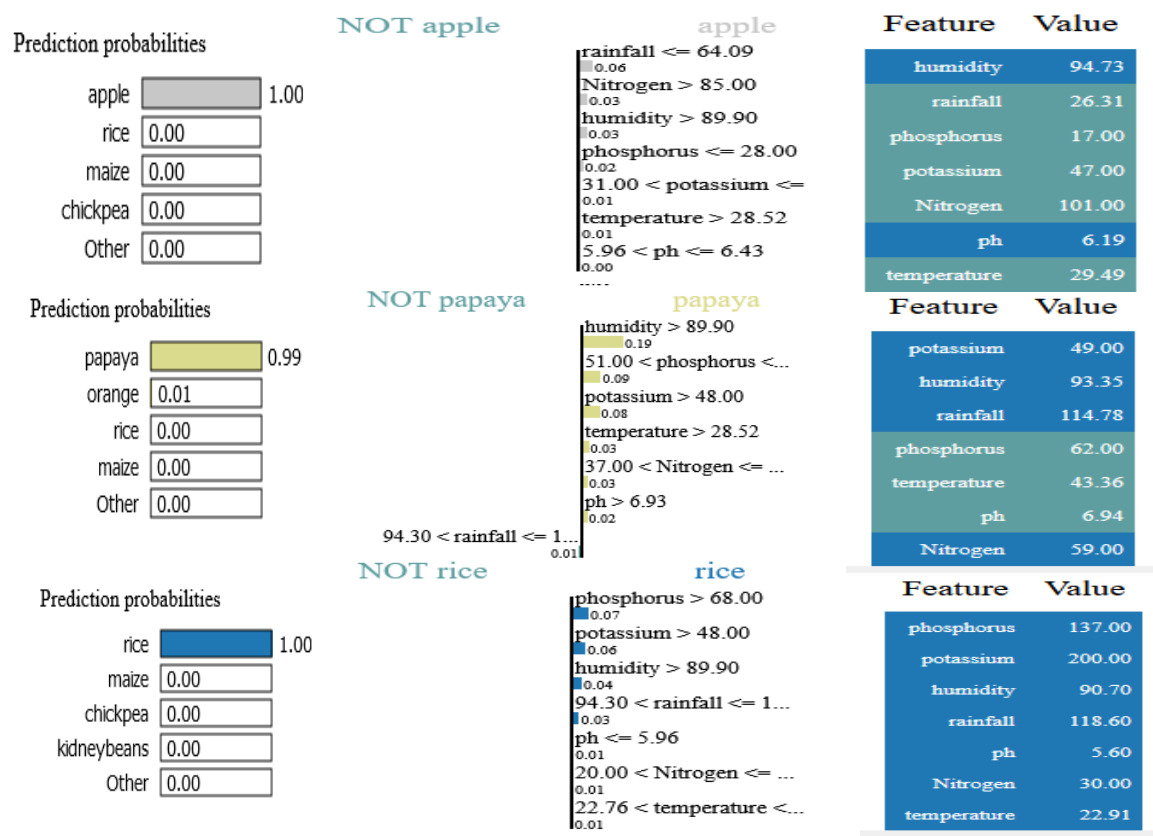 NOT apple
apple
Feature Value
Prediction probabilities
apple 1.00
rice 0.00
maize 0.00
chickpea 0.00
Other 0.00
rainfall <= 64.09
0.06
Nitrogen > 85.00
0.03
humidity > 89.90
0.03
phosphorus <= 28.00
0.02
31.00 < potassium <=
0.01
temperature > 28.52
0.01
5.96 < ph <= 6.43
0.00
humidity 94.73
rainfall 26.31
phosphorus 17.00
potassium 47.00
Nitrogen 101.00
ph 6.19
temperature 29.49
NOT papaya
papaya
Feature Value
Prediction probabilities
papaya 0.99
orange 0.01
rice 0.00
maize 0.00
Other 0.00
humidity > 89.90
0.19
51.00 < phosphorus <...
0.09
potassium > 48.00
0.08
temperature > 28.52
0.03
37.00 < Nitrogen <= ...
0.03
ph > 6.93
0.02
94.30 < rainfall <= 1...
0.01
potassium 49.00
humidity 93.35
rainfall 114.78
phosphorus 62.00
temperature 43.36
ph 6.94
Nitrogen 59.00
NOT rice
rice
Feature Value
Prediction probabilities
rice 1.00
maize 0.00
chickpea 0.00
kidneybeans 0.00
Other 0.00
phosphorus > 68.00
0.07
potassium > 48.00
0.06
humidity > 89.90
0.04
94.30 < rainfall <= 1...
0.03
ph <= 5.96
0.01
20.00 < Nitrogen <= ...
0.01
22.76 < temperature <...
0.01
phosphorus 137.00
potassium 200.00
humidity 90.70
rainfall 118.60
ph 5.60
Nitrogen 30.00
temperature 22.91